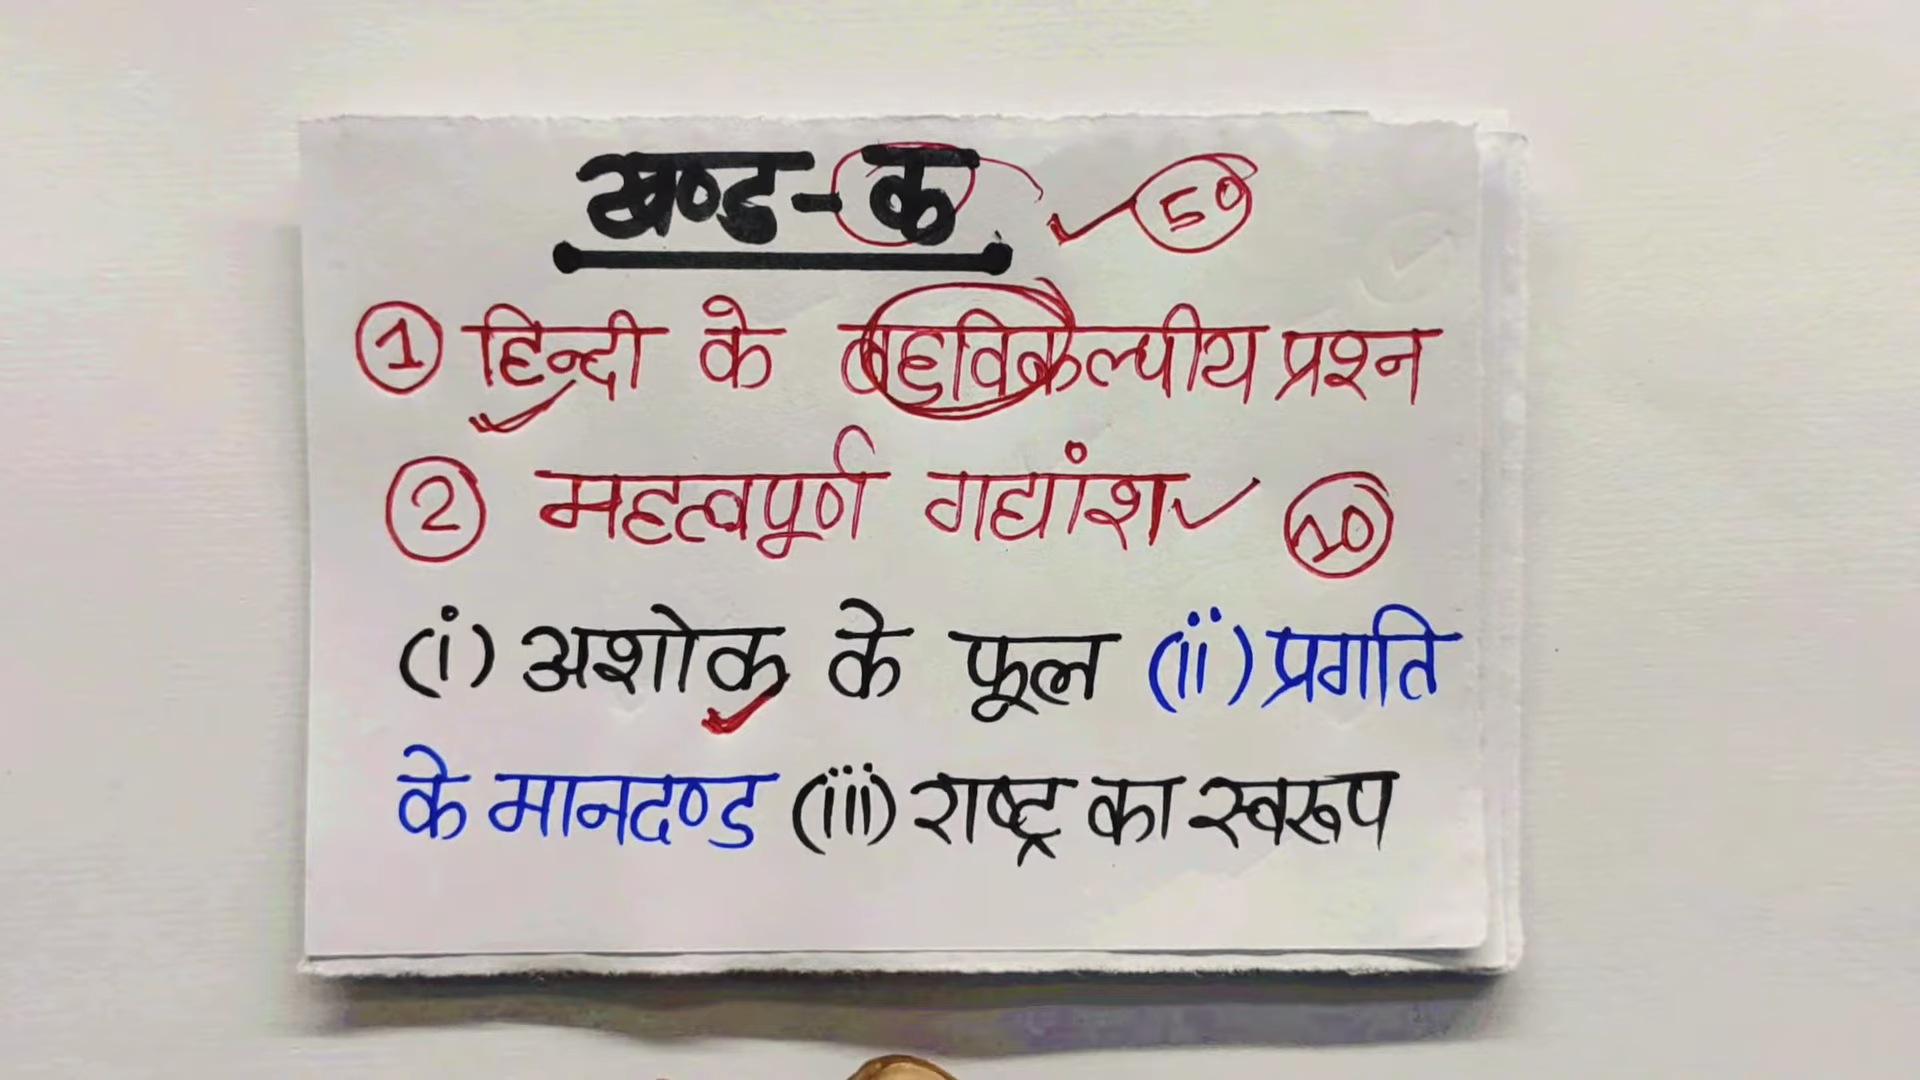 खण्ड-क 50
① हिन्दी के बहुविकल्पीय प्रश्न
② महत्वपूर्ण गद्यांश 10
(i) अशोक के फूल (ii) प्रगति
के मानदण्ड (iii) राष्ट्र का स्वरूप